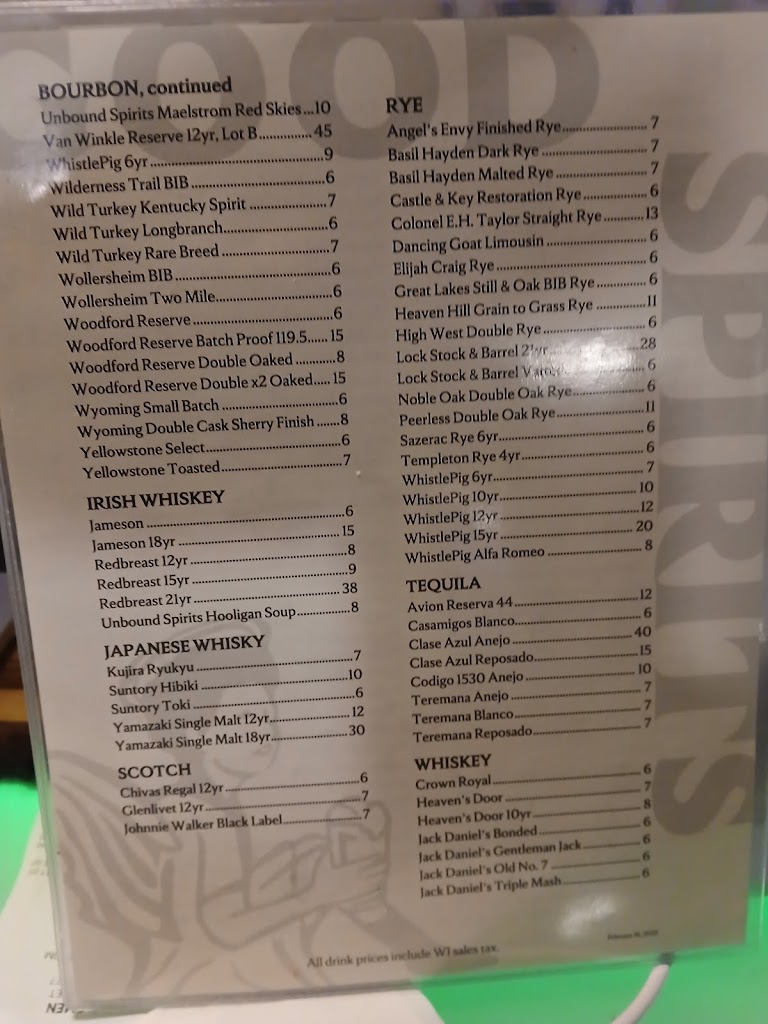 GOOD
SPIRITS
BOURBON, continued
Unbound Spirits Maelstrom Red Skies...10
Van Winkle Reserve 12yr, Lot B..............45
WhistlePig 6yr..............9
Wilderness Trail BIB..............6
Wild Turkey Kentucky Spirit..............7
Wild Turkey Longbranch..............6
Wild Turkey Rare Breed..............7
Wollersheim BIB..............6
Wollersheim Two Mile..............6
Woodford Reserve..............6
Woodford Reserve Batch Proof 119.5......15
Woodford Reserve Double Oaked...........8
Woodford Reserve Double x2 Oaked.....15
Wyoming Small Batch..............6
Wyoming Double Cask Sherry Finish......8
Yellowstone Select..............6
Yellowstone Toasted..............7
IRISH WHISKEY
Jameson..............6
Jameson 18yr..............15
Redbreast 12yr..............8
Redbreast 15yr..............9
Redbreast 21yr..............38
Unbound Spirits Hooligan Soup..............8
JAPANESE WHISKY
Kujira Ryukyu..............7
Suntory Hibiki..............10
Suntory Toki..............6
Yamazaki Single Malt 12yr..............12
Yamazaki Single Malt 18yr..............30
SCOTCH
Chivas Regal 12yr..............6
Glenlivet 12yr..............7
Johnnie Walker Black Label..............7
RYE
Angel's Envy Finished Rye..............7
Basil Hayden Dark Rye..............7
Basil Hayden Malted Rye..............7
Castle & Key Restoration Rye..............6
Colonel E.H. Taylor Straight Rye...........13
Dancing Goat Limousin..............6
Elijah Craig Rye..............6
Great Lakes Still & Oak BIB Rye..............6
Heaven Hill Grain to Grass Rye..............11
High West Double Rye..............6
Lock Stock & Barrel 21yr..............28
Lock Stock & Barrel..............6
Noble Oak Double Oak Rye..............6
Peerless Double Oak Rye..............11
Sazerac Rye 6yr..............6
Templeton Rye 4yr..............6
WhistlePig 6yr..............7
WhistlePig 10yr..............10
WhistlePig 12yr..............12
WhistlePig 15yr..............20
WhistlePig Alfa Romeo..............8
TEQUILA
Avion Reserva 44..............12
Casamigos Blanco..............6
Clase Azul Anejo..............40
Clase Azul Reposado..............15
Codigo 1530 Anejo..............10
Teremana Anejo..............7
Teremana Blanco..............7
Teremana Reposado..............7
WHISKEY
Crown Royal..............6
Heaven's Door..............7
Heaven's Door 10yr..............8
Jack Daniel's Bonded..............6
Jack Daniel's Gentleman Jack..............6
Jack Daniel's Old No. 7..............6
Jack Daniel's Triple Mash..............6
All drink prices include WI sales tax.